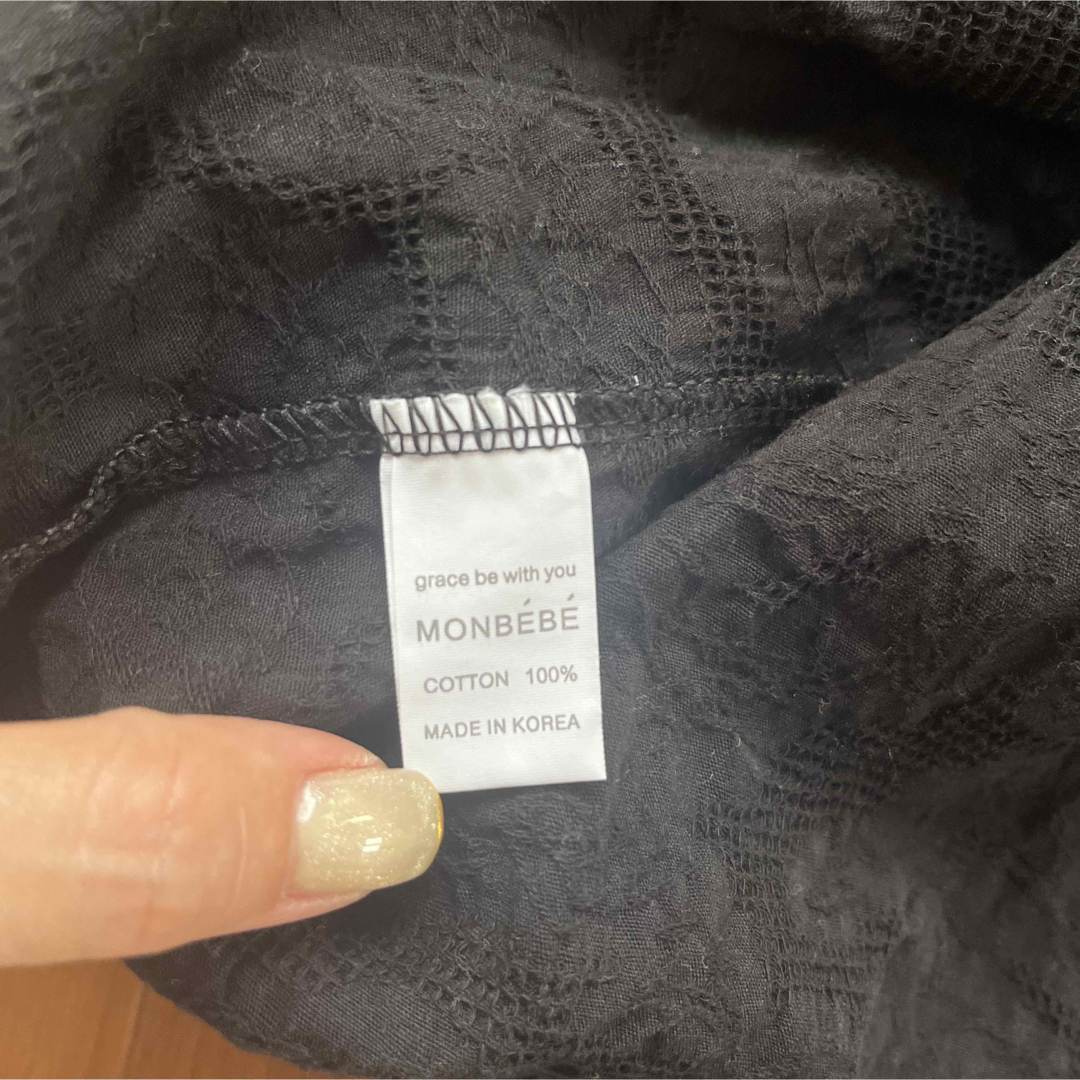 grace be with you
MONBÉBÉ
COTTON 100%
MADE IN KOREA